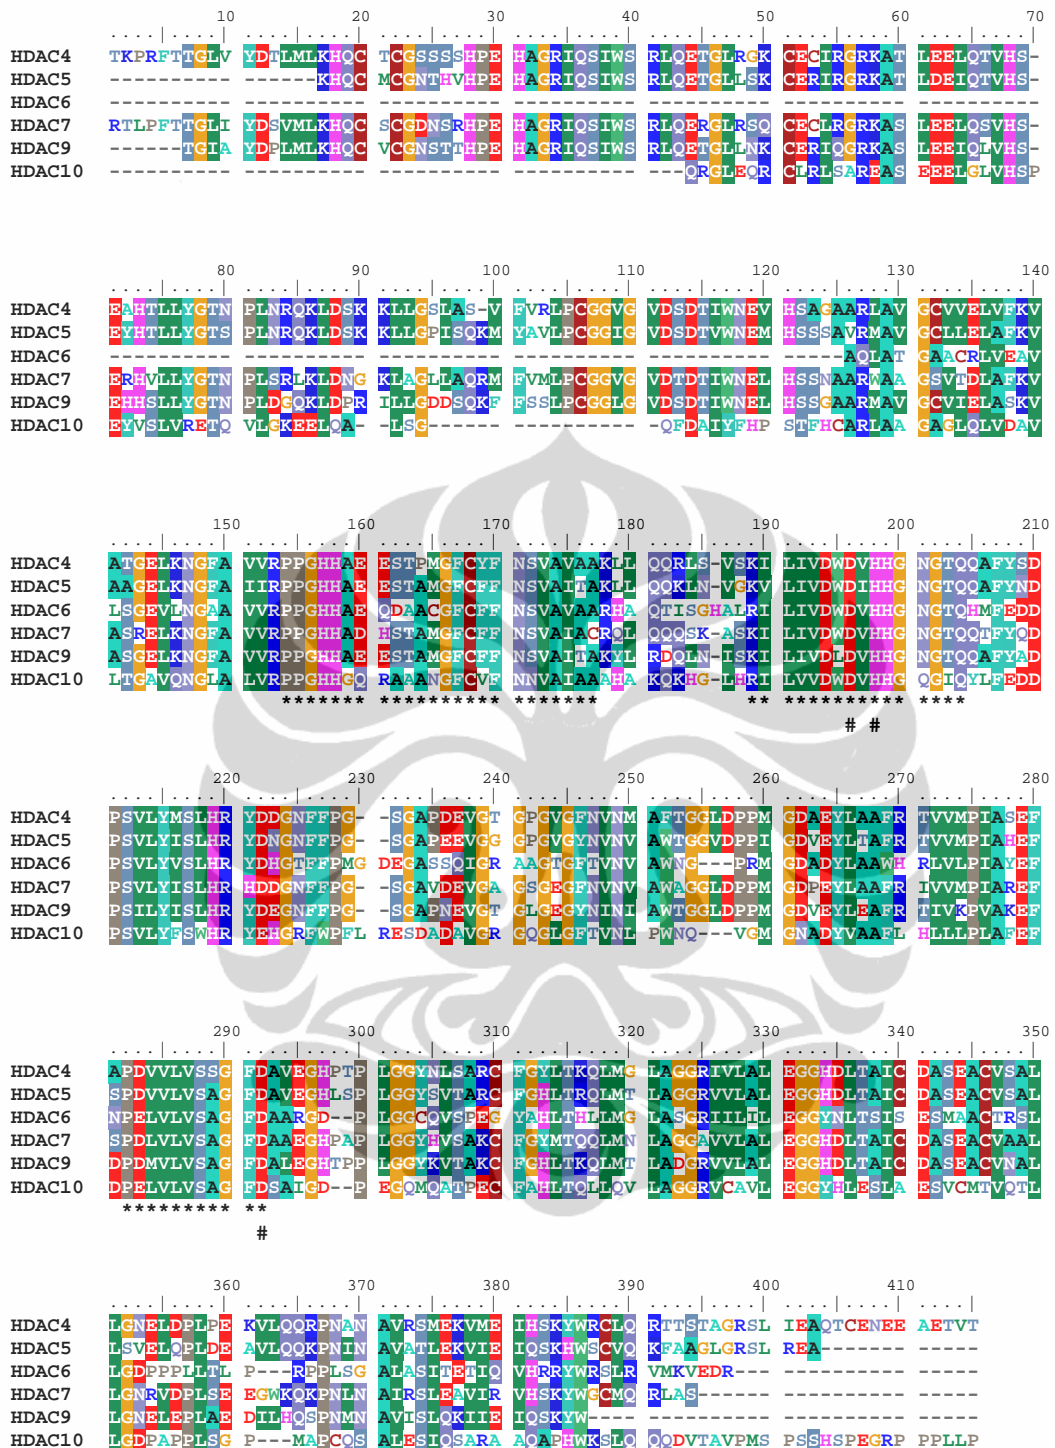 10 20 30 40 50 60 70
HDAC4 TKPRFTTGLV YDTLMLKHQC TCGSSSSHPE HAGRIQSIWS RLQETGLRGK CECIRGRKAT LEELQTVHS-
HDAC5 ---------- ------KHQC MCGNTHVHPE HAGRIQSIWS RLQETGLLSK CERIRGRKAT LDEIQTVHS-
HDAC6 ---------- ---------- ---------- ---------- ---------- ---------- ----------
HDAC7 RTLPFTTGLI YDSVMLKHQC SCGDNSRHPE HAGRIQSIWS RLQERGLRSQ CECLRGRKAS LEELQSVHS-
HDAC9 ------TGIA YDPLMLKHQC VCGNSTTHPE HAGRIQSIWS RLQETGLLNK CERIQGRKAS LEEIQLVHS-
HDAC10 ---------- ---------- ---------- ---------- ---QRGLEQR CLRLSAREAS EEELGLVHSP
80 90 100 110 120 130 140
HDAC4 EAHTLLYGTN PLNRQKLDSK KLLGSLAS-V FVRLPCGGVG VDSDTIWNEV HSAGAARLAV GCVVELVFKV
HDAC5 EYHTLLYGTS PLNRQKLDSK KLLGPISQKM YAVLPCGGIG VDSDTVWNEM HSSSAVRMAV GCLLELAFKV
HDAC6 ---------- ---------- ---------- ---------- ---------- -----AQLAT GAACRLVEAV
HDAC7 ERHVLLYGTN PLSRLKLDNG KLAGLLAQRM FVMLPCGGVG VDTDTIWNEL HSSNAARWAA GSVTDLAFKV
HDAC9 EHHSLLYGTN PLDGQKLDPR ILLGDDSQKF FSSLPCGGLG VDSDTIWNEL HSSGAARMAV GCVIELASKV
HDAC10 EYVSLVRETQ VLGKEELQA- -LSG------ ---------- --QFDAIYFHP STFHCARLAA GAGLQLVDAV
150 160 170 180 190 200 210
HDAC4 ATGELKNGFA VVRPPGHHAE ESTPMGFCYF NSVAVAAKLL QQRLS-VSKI LIVDWDVHHG NGTQQAFYSD
HDAC5 AAGELKNGFA IIRPPGHHAE ESTAMGFCFF NSVAITAKLL QQKLN-VGKV LIVDWDIHHG NGTQQAFYND
HDAC6 LSGEVLNGAA VVRPPGHHAE QDAACGFCFF NSVAVAARHA QTISGHALRI LIVDWDVHHG NGTQHMFEDD
HDAC7 ASRELKNGFA VVRPPGHHAD HSTAMGFCFF NSVAIACRQL QQQSK-ASKI LIVDWDVHHG NGTQQTFYQD
HDAC9 ASGELKNGFA VVRPPGHHAE ESTAMGFCFF NSVAITAKYL RDQLN-ISKI LIVDLDVHHG NGTQQAFYAD
HDAC10 LTGAVQNGLA LVRPPGHHGQ RAAANGFCVF NNVAIAAAHA KQKHG-LHRI LVVDWDVHHG QGIQYLFEDD
******* ********* ****** ** ********* ****
# #
220 230 240 250 260 270 280
HDAC4 PSVLYMSLHR YDDGNFFPG- -SGAPDEVGT GPGVGFNVNM AFTGGLDPPM GDAEYLAAFR TVVMPIASEF
HDAC5 PSVLYISLHR YDNGNFFPG- -SGAPEEVGG GPGVGYNVNV AWTGGVDPPI GDVEYLTAFR TVVMPIAHEF
HDAC6 PSVLYVSLHR YDHGTFFPMG DEGASSQIGR AAGTGFTVNV AWNG---PRM GDADYLAAWH RLVLPIAYEF
HDAC7 PSVLYISLHR HDDGNFFPG- -SGAVDEVGA GSGEGFNVNV AWAGGLDPPM GDPEYLAAFR IVVMPIAREF
HDAC9 PSILYISLHR YDEGNFFPG- -SGAPNEVGT GLGEGYNINI AWTGGLDPPM GDVEYLEAFR TIVKPVAKEF
HDAC10 PSVLYFSWHR YEHGRFWPFL RESDADAVGR GQGLGFTVNL PWNQ---VGM GNADYVAAFL HLLLPLAFEF
290 300 310 320 330 340 350
HDAC4 APDVVLVSSG FDAVEGHPTP LGGYNLSARC FGYLTKQLMG LAGGRIVLAL EGGHDLTAIC DASEACVSAL
HDAC5 SPDVVLVSAG FDAVEGHLSP LGGYSVTARC FGHLTRQLMT LAGGRVVLAL EGGHDLTAIC DASEACVSAL
HDAC6 NPELVLVSAG FDAARGD--P LGGCQVSPEG YAHLTHLLMG LASGRIILIL EGGYNLTSIS ESMAACTRSL
HDAC7 SPDLVLVSAG FDAAEGHPAP LGGYHVSAKC FGYMTQQLMN LAGGAVVLAL EGGHDLTAIC DASEACVAAL
HDAC9 DPDMVLVSAG FDALEGHTPP LGGYKVTAKC FGHLTKQLMT LADGRVVLAL EGGHDLTAIC DASEACVNAL
HDAC10 DPELVLVSAG FDSAIGD--P EGQMQATPEC FAHLTQLLQV LAGGRVCAVL EGGYHLESLA ESVCMTVQTL
********* **
#
360 370 380 390 400 410
HDAC4 LGNELDPLPE KVLQQRPNAN AVRSMEKVME IHSKYWRCLQ RTTSTAGRSL IEAQTCENEE AETVT
HDAC5 LSVELQPLDE AVLQQKPNIN AVATLEKVIE IQSKHWSCVQ KFAAGLGRSL REA------- -----
HDAC6 LGDPPPLLTL P---RPPLSG ALASITETIQ VHRRYWRSLR VMKVEDR--- ---------- -----
HDAC7 LGNRVDPLSE EGWKQKPNLN AIRSLEAVIR VHSKYWGCMQ RLAS------ ---------- -----
HDAC9 LGNELEPLAE DILHQSPNMN AVISLQKIIE IQSKYW---- ---------- ---------- -----
HDAC10 LGDPAPPLSG P---MAPCQS ALESIQSARA AQAPHWKSLQ QQDVTAVPMS PSSHSPEGRP PPLLP